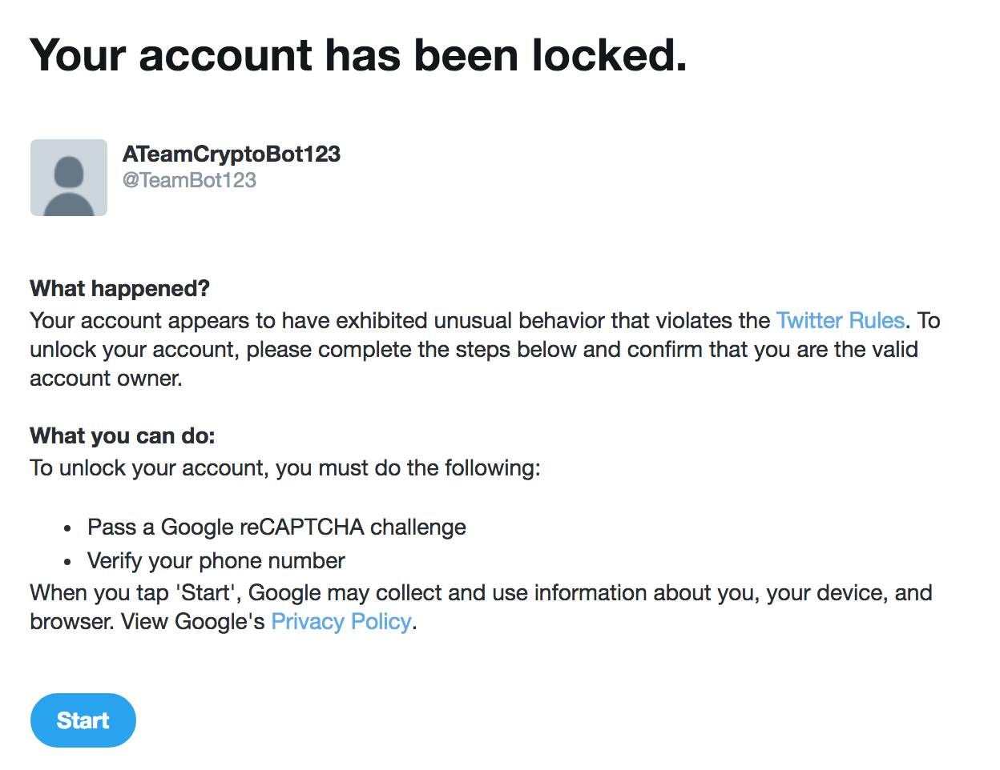 Your account has been locked.
ATeamCryptoBot123
@TeamBot123
What happened?
Your account appears to have exhibited unusual behavior that violates the Twitter Rules. To
unlock your account, please complete the steps below and confirm that you are the valid
account owner.
What you can do:
To unlock your account, you must do the following:
• Pass a Google reCAPTCHA challenge
• Verify your phone number
When you tap 'Start', Google may collect and use information about you, your device, and
browser. View Google's Privacy Policy.
Start